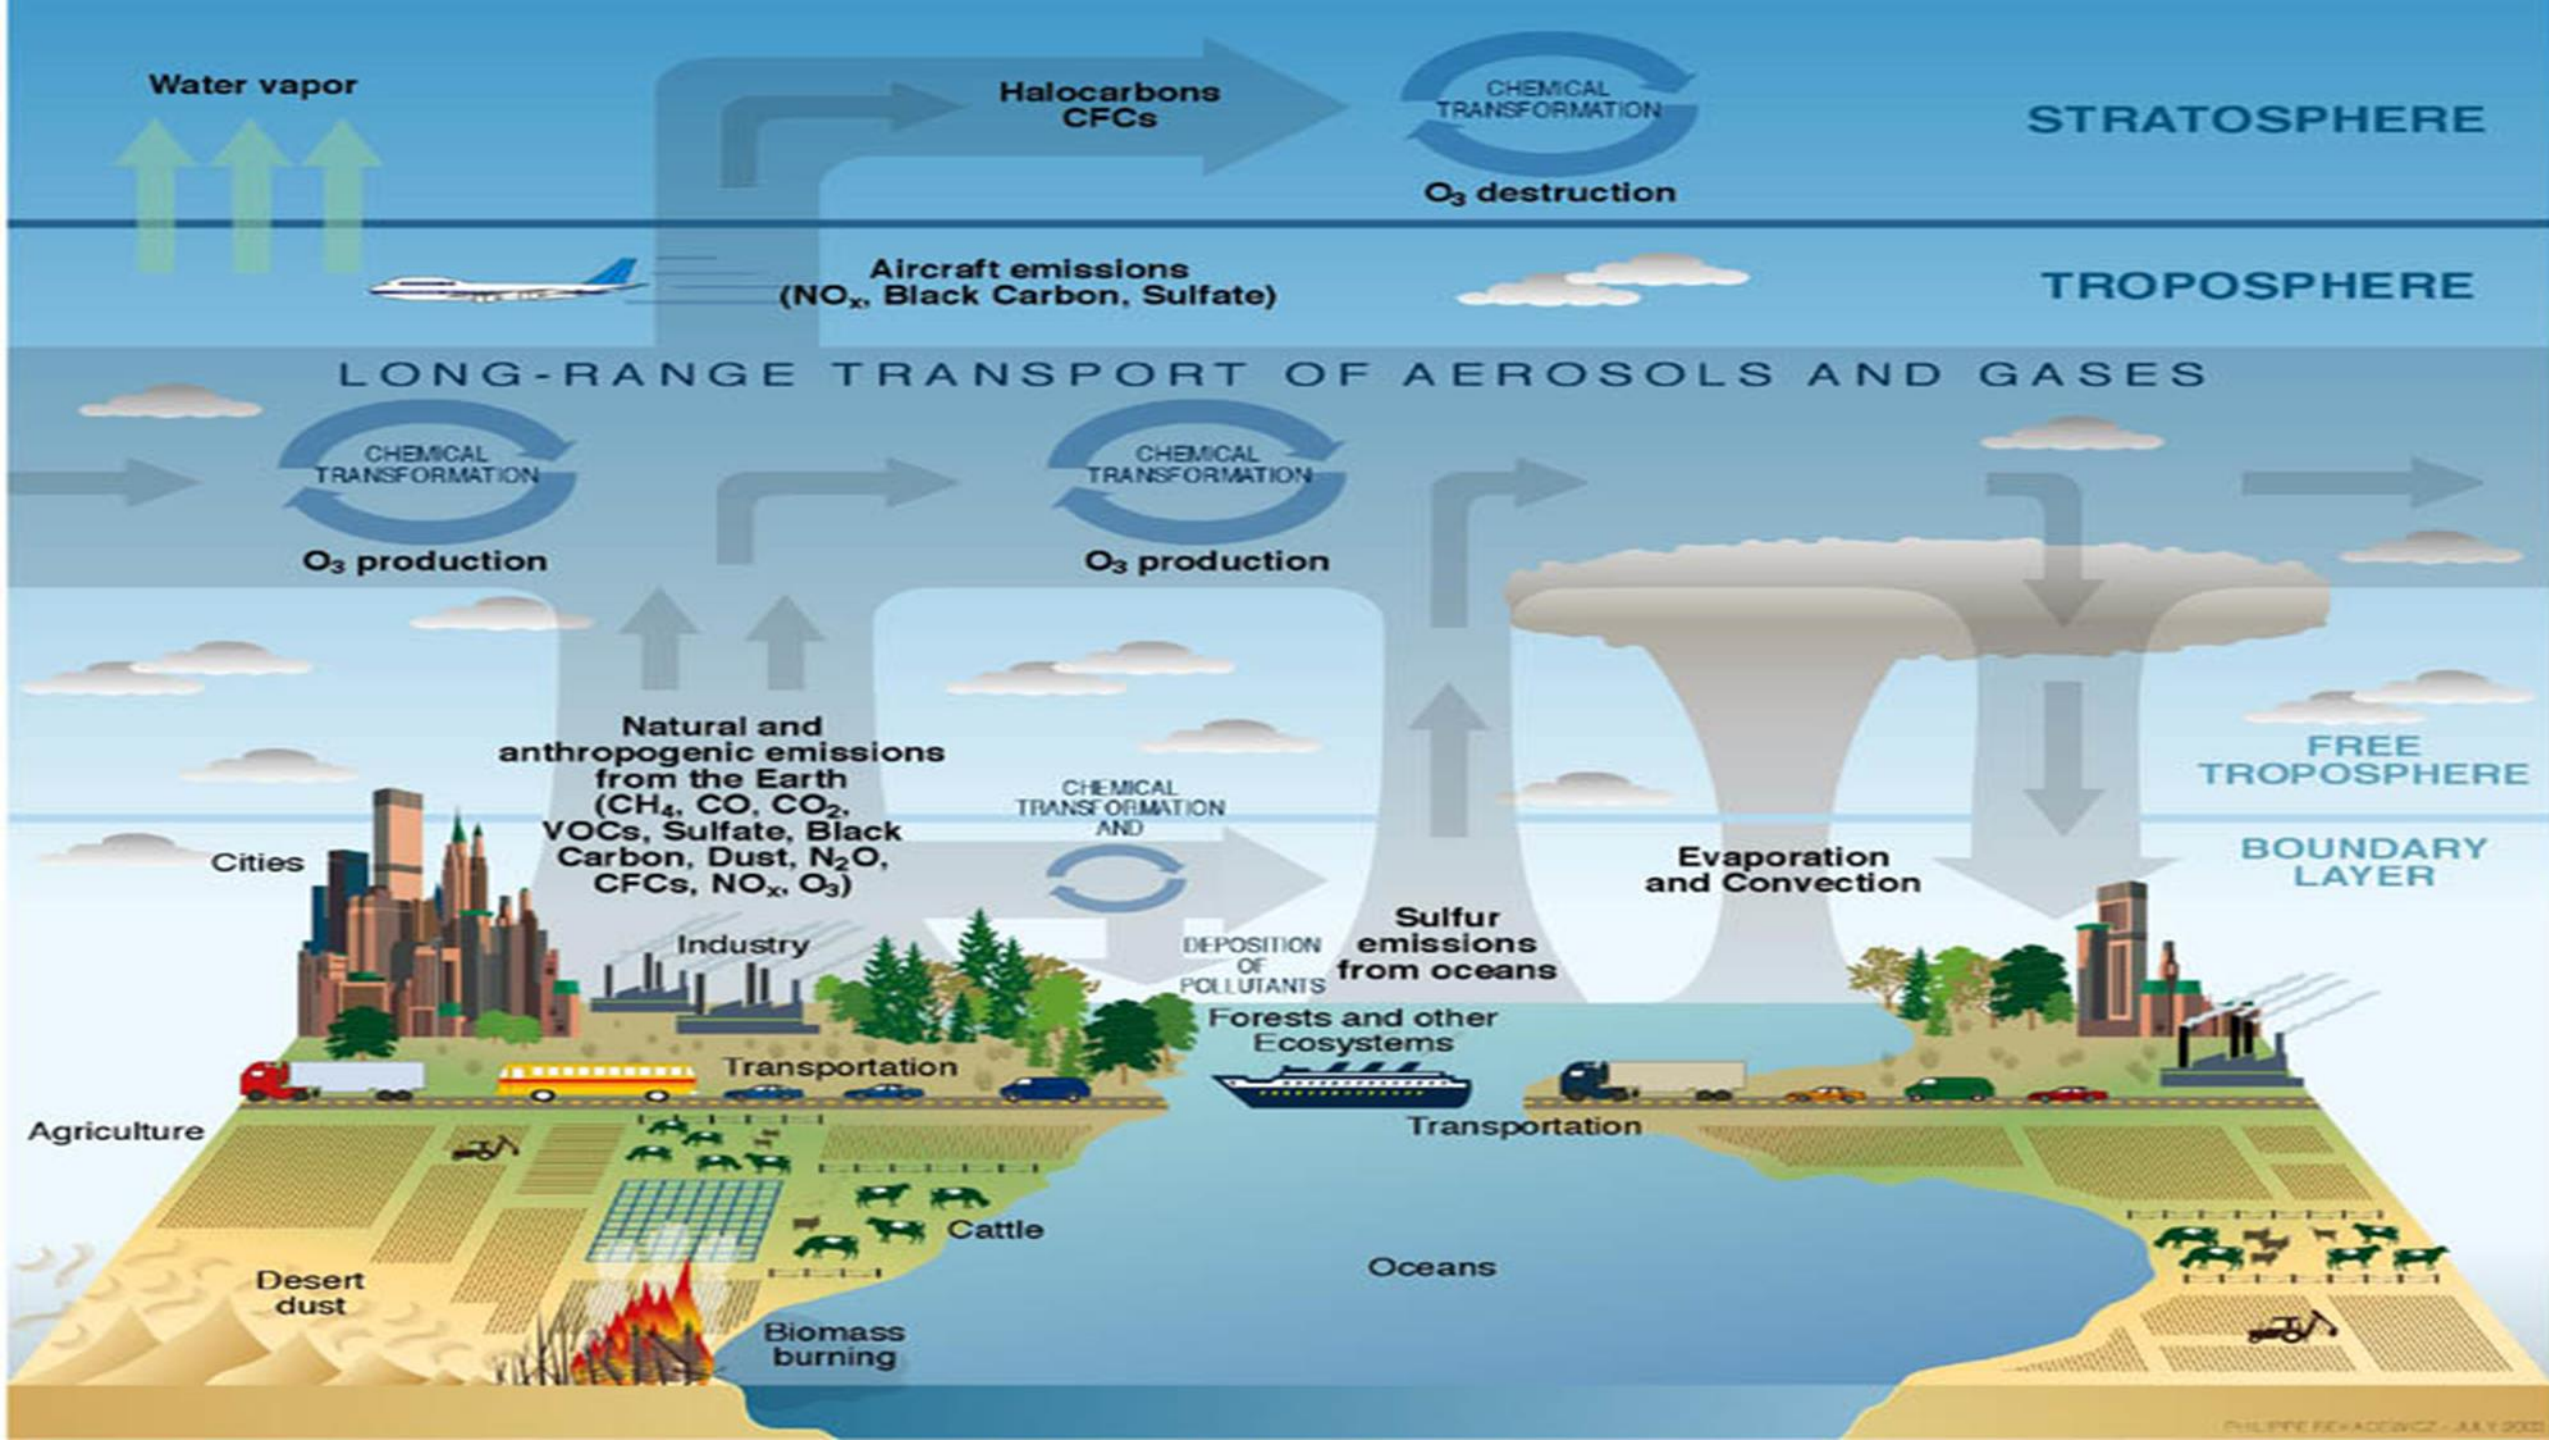 Water vapor
Halocarbons
CFCs
CHEMICAL
TRANSFORMATION
O₃ destruction
STRATOSPHERE
Aircraft emissions
(NOₓ, Black Carbon, Sulfate)
TROPOSPHERE
LONG-RANGE TRANSPORT OF AEROSOLS AND GASES
CHEMICAL
TRANSFORMATION
O₃ production
CHEMICAL
TRANSFORMATION
O₃ production
Natural and
anthropogenic emissions
from the Earth
(CH₄, CO, CO₂,
VOCs, Sulfate, Black
Carbon, Dust, N₂O,
CFCs, NOₓ, O₃)
CHEMICAL
TRANSFORMATION
AND
DEPOSITION
OF
POLLUTANTS
FREE
TROPOSPHERE
BOUNDARY
LAYER
Cities
Industry
Sulfur
emissions
from oceans
Evaporation
and Convection
Forests and other
Ecosystems
Transportation
Transportation
Agriculture
Cattle
Desert
dust
Oceans
Biomass
burning